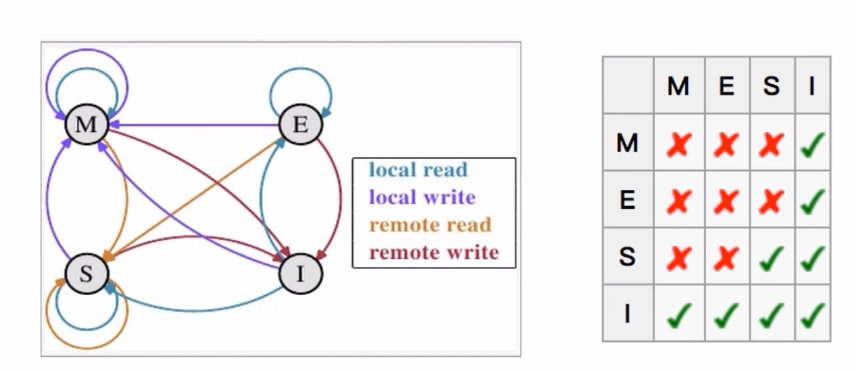 M
E
S
I
local read
local write
remote read
remote write
M E S I
M ✘ ✘ ✘ ✓
E ✘ ✘ ✘ ✓
S ✘ ✘ ✓ ✓
I ✓ ✓ ✓ ✓